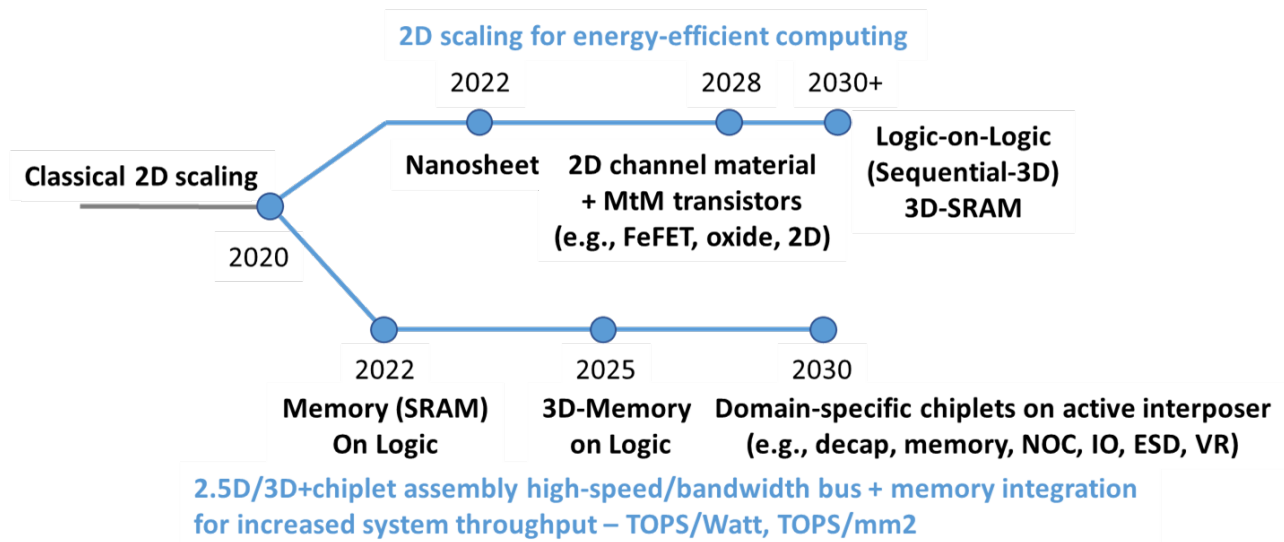 2D scaling for energy-efficient computing
2022
2028
2030+
Classical 2D scaling
2020
Nanosheet
2D channel material
+ MtM transistors
(e.g., FeFET, oxide, 2D)
Logic-on-Logic
(Sequential-3D)
3D-SRAM
2022
Memory (SRAM)
On Logic
2025
3D-Memory
on Logic
2030
Domain-specific chiplets on active interposer
(e.g., decap, memory, NOC, IO, ESD, VR)
2.5D/3D+chiplet assembly high-speed/bandwidth bus + memory integration
for increased system throughput – TOPS/Watt, TOPS/mm2